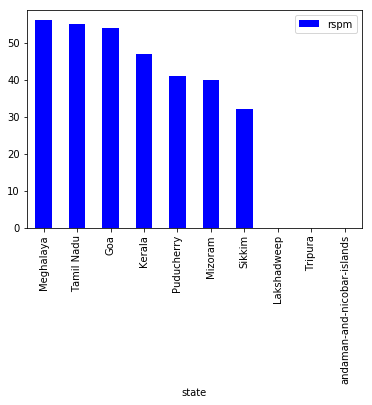 rspm
50
40
30
20
10
0
Meghalaya
Tamil Nadu
Goa
Kerala
Puducherry
Mizoram
Sikkim
Lakshadweep
Tripura
andaman-and-nicobar-islands
state